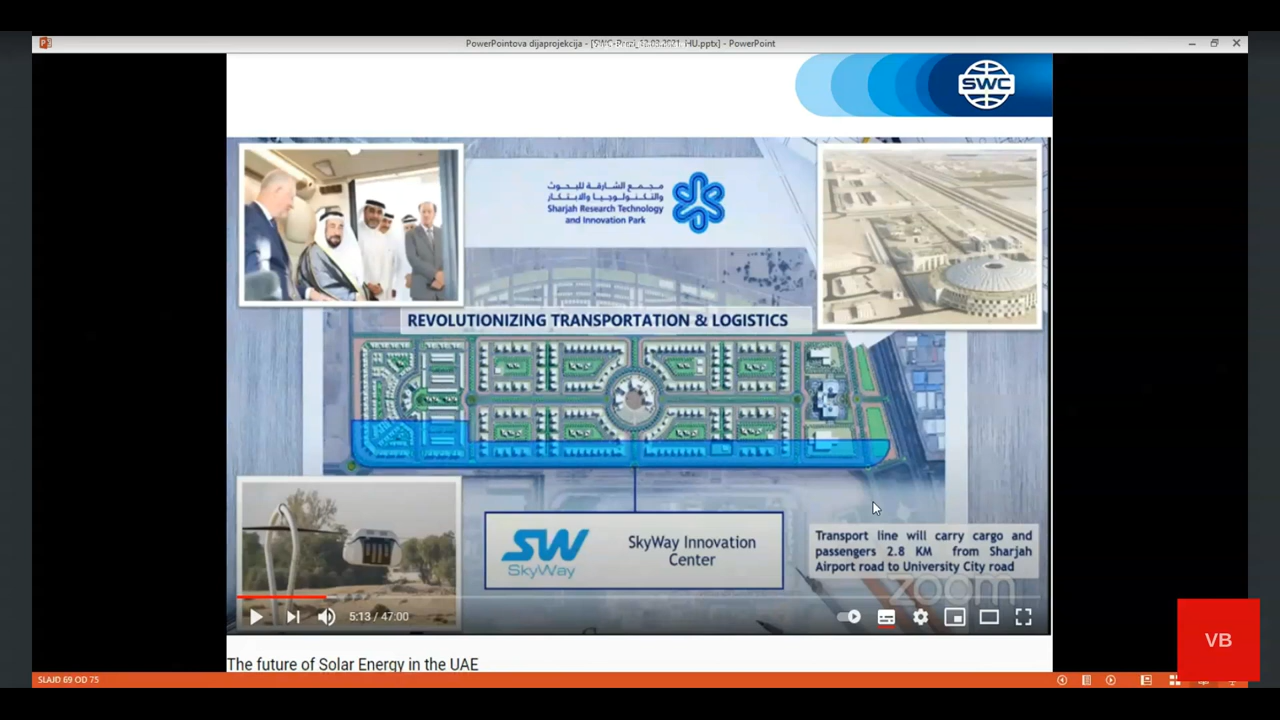 PowerPointova dijaprojekcija - [SWC-Prezi_12.03.2021._HU.pptx] - PowerPoint
SWC
مجمع الشارقة للبحوث
والتكنولوجيا والابتكار
Sharjah Research Technology
and Innovation Park
REVOLUTIONIZING TRANSPORTATION & LOGISTICS
SW
SkyWay
SkyWay Innovation
Center
Transport line will carry cargo and
passengers 2.8 KM from Sharjah
Airport road to University City road
zoom
5:13 / 47:00
VB
The future of Solar Energy in the UAE
SLAJD 69 OD 75